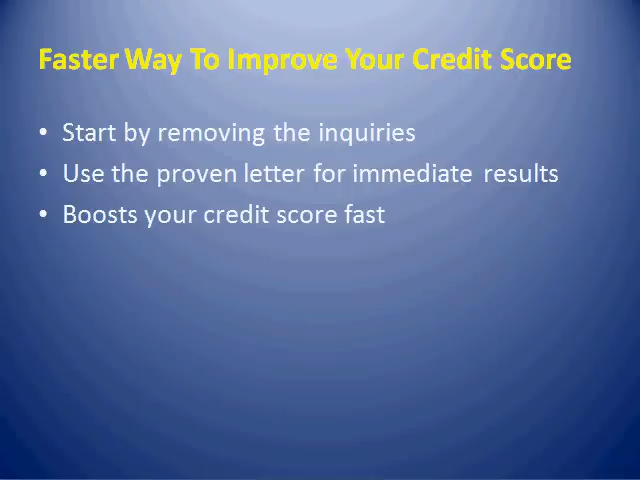 Faster Way To Improve Your Credit Score
• Start by removing the inquiries
• Use the proven letter for immediate results
• Boosts your credit score fast